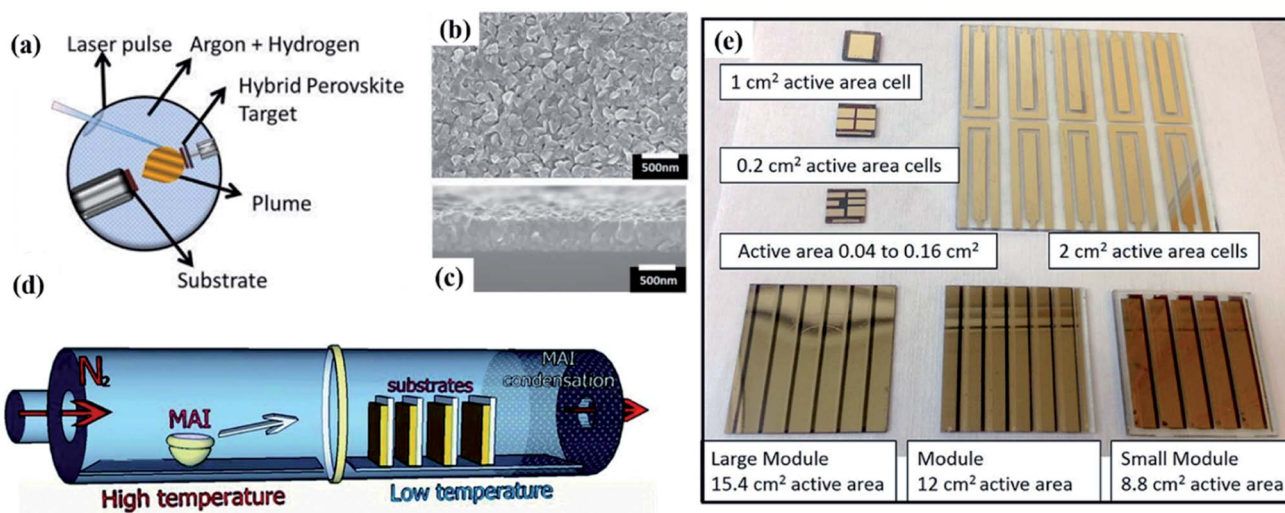 (a)
Laser pulse
Argon + Hydrogen
Hybrid Perovskite
Target
Plume
Substrate
(b)
500nm
(c)
500nm
(d)
N2
MAI
substrates
MAI
condensation
High temperature
Low temperature
(e)
1 cm² active area cell
0.2 cm² active area cells
Active area 0.04 to 0.16 cm²
2 cm² active area cells
Large Module
15.4 cm² active area
Module
12 cm² active area
Small Module
8.8 cm² active area